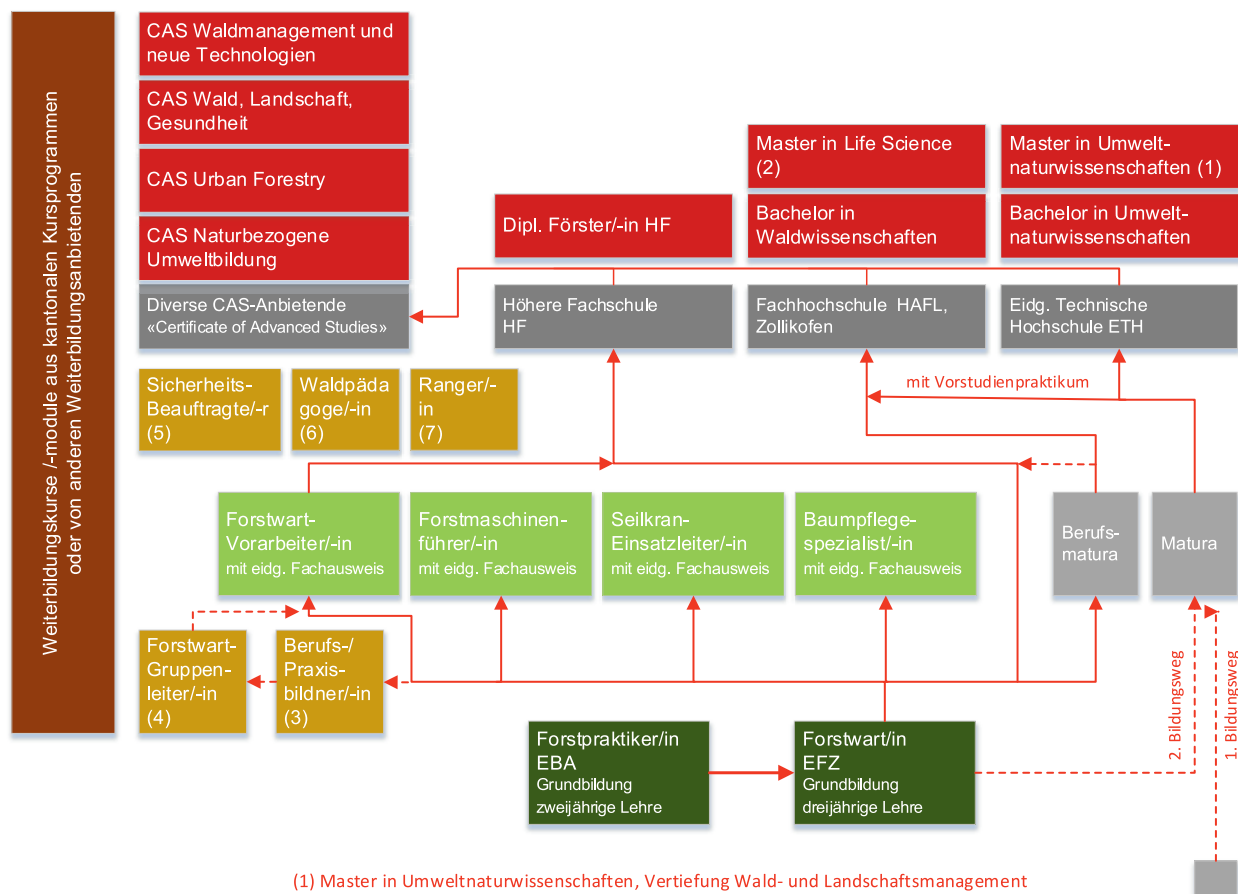 Weiterbildungskurse /-module aus kantonalen Kursprogrammen
oder von anderen Weiterbildungsanbietenden
CAS Waldmanagement und
neue Technologien
CAS Wald, Landschaft,
Gesundheit
CAS Urban Forestry
CAS Naturbezogene
Umweltbildung
Diverse CAS-Anbietende
«Certificate of Advanced Studies»
Dipl. Förster/-in HF
Höhere Fachschule
HF
Master in Life Science
(2)
Bachelor in
Waldwissenschaften
Fachhochschule HAFL,
Zollikofen
Master in Umwelt-
naturwissenschaften (1)
Bachelor in Umwelt-
naturwissenschaften
Eidg. Technische
Hochschule ETH
mit Vorstudienpraktikum
Sicherheits-
Beauftragte/-r
(5)
Waldpäda
goge/-in
(6)
Ranger/-
in
(7)
Forstwart-
Vorarbeiter/-in
mit eidg. Fachausweis
Forstmaschinen-
führer/-in
mit eidg. Fachausweis
Seilkran-
Einsatzleiter/-in
mit eidg. Fachausweis
Baumpflege-
spezialist/-in
mit eidg. Fachausweis
Berufs-
matura
Matura
Forstwart-
Gruppen-
leiter/-in
(4)
Berufs-/
Praxis-
bildner/-in
(3)
Forstpraktiker/in
EBA
Grundbildung
zweijährige Lehre
Forstwart/in
EFZ
Grundbildung
dreijährige Lehre
2. Bildungsweg
1. Bildungsweg
(1) Master in Umweltnaturwissenschaften, Vertiefung Wald- und Landschaftsmanagement